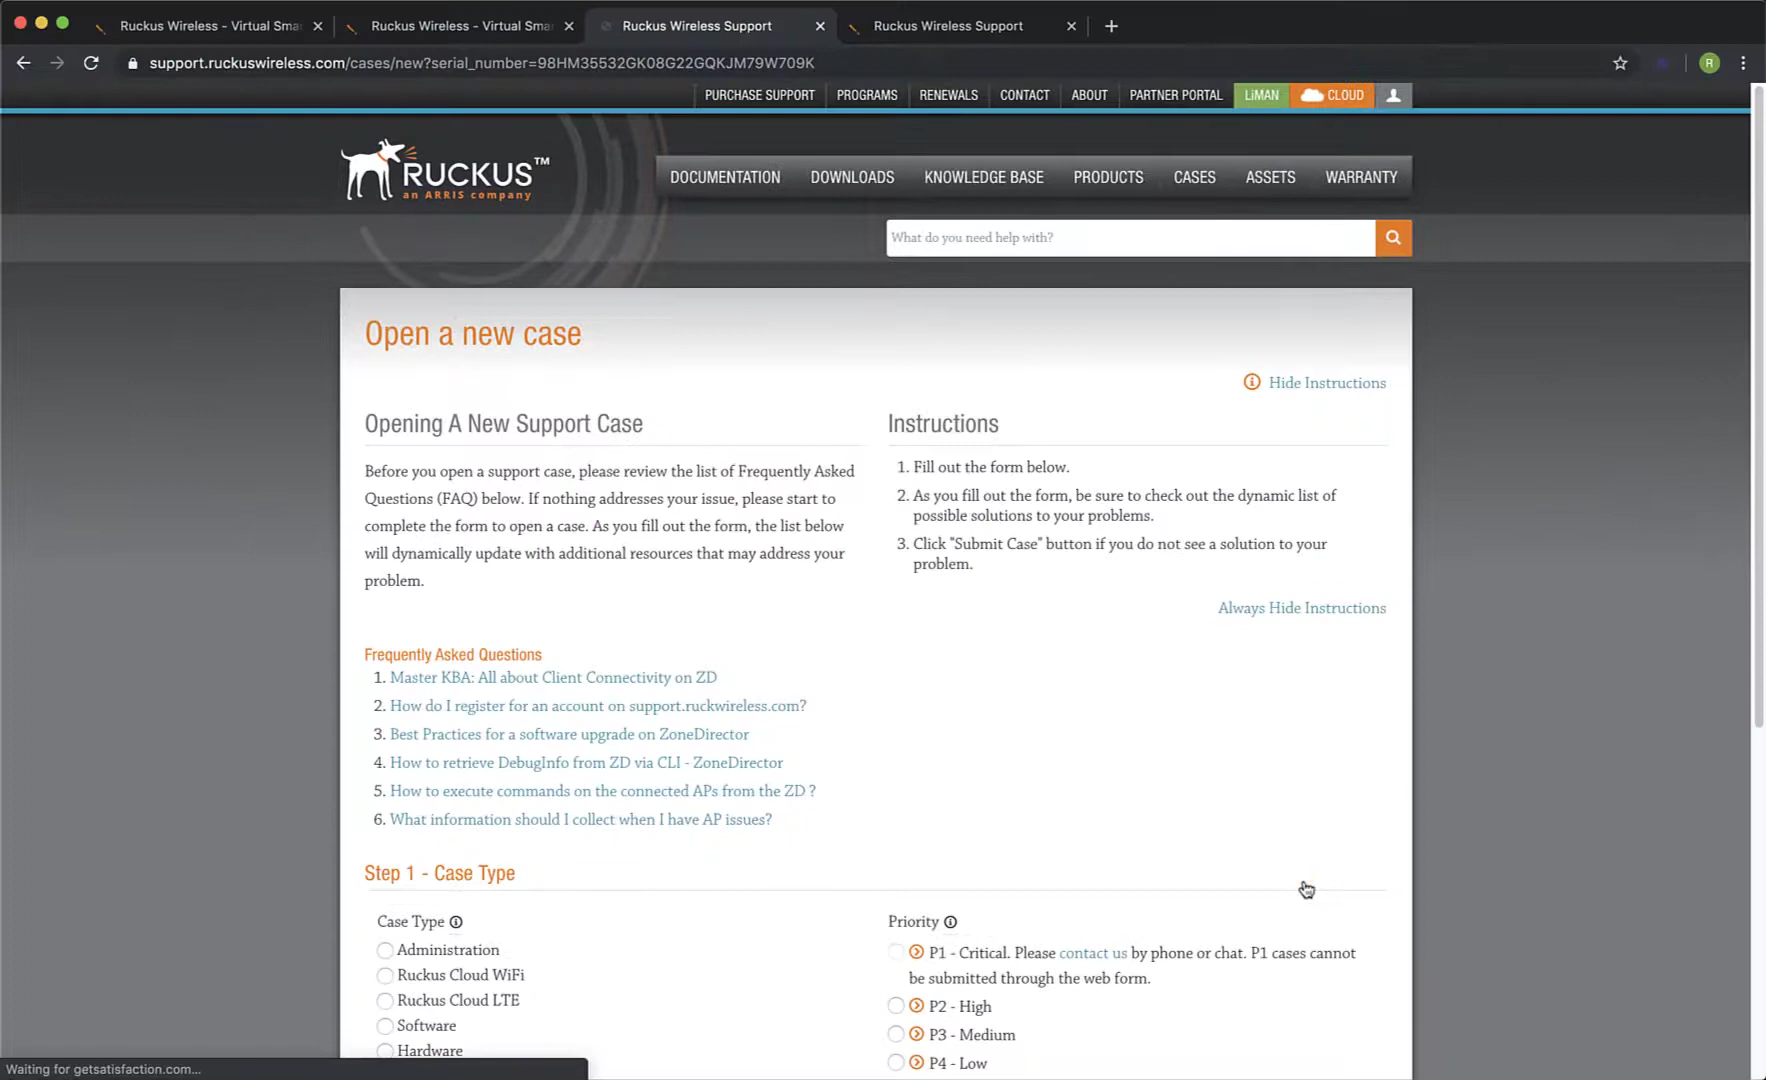 Ruckus Wireless - Virtual Sma
Ruckus Wireless - Virtual Sma
Ruckus Wireless Support
Ruckus Wireless Support
support.ruckuswireless.com/cases/new?serial_number=98HM35532GK08G22GQKJM79W709K
R
PURCHASE SUPPORT
PROGRAMS
RENEWALS
CONTACT
ABOUT
PARTNER PORTAL
LiMAN
CLOUD
RUCKUS™
an ARRIS company
DOCUMENTATION
DOWNLOADS
KNOWLEDGE BASE
PRODUCTS
CASES
ASSETS
WARRANTY
What do you need help with?
Open a new case
Hide Instructions
Opening A New Support Case
Before you open a support case, please review the list of Frequently Asked
Questions (FAQ) below. If nothing addresses your issue, please start to
complete the form to open a case. As you fill out the form, the list below
will dynamically update with additional resources that may address your
problem.
Instructions
1. Fill out the form below.
2. As you fill out the form, be sure to check out the dynamic list of
possible solutions to your problems.
3. Click "Submit Case" button if you do not see a solution to your
problem.
Always Hide Instructions
Frequently Asked Questions
1. Master KBA: All about Client Connectivity on ZD
2. How do I register for an account on support.ruckwireless.com?
3. Best Practices for a software upgrade on ZoneDirector
4. How to retrieve DebugInfo from ZD via CLI - ZoneDirector
5. How to execute commands on the connected APs from the ZD ?
6. What information should I collect when I have AP issues?
Step 1 - Case Type
Case Type
Administration
Ruckus Cloud WiFi
Ruckus Cloud LTE
Software
Hardware
Priority
P1 - Critical. Please contact us by phone or chat. P1 cases cannot
be submitted through the web form.
P2 - High
P3 - Medium
P4 - Low
Waiting for getsatisfaction.com...